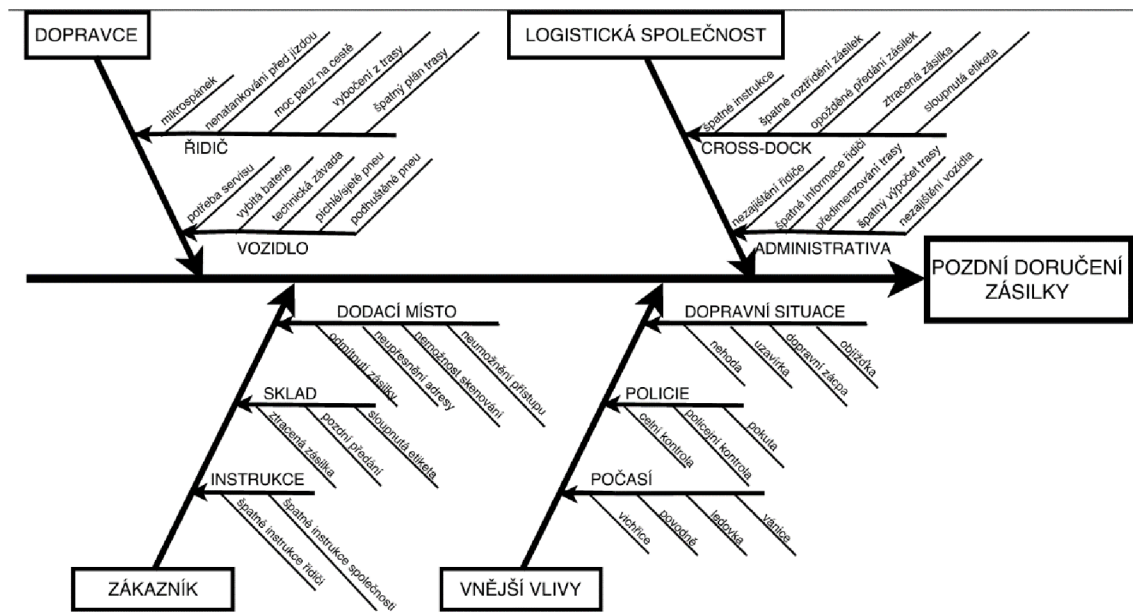 DOPRAVCE
LOGISTICKÁ SPOLEČNOST
mikrospánek
nenatankování před jízdou
moc pauz na cestě
vybočení z trasy
špatný plán trasy
ŘIDIČ
špatné instrukce
špatné roztřídění zásilek
opožděné předání zásilek
ztracená zásilka
sloupnutá etiketa
CROSS-DOCK
potřeba servisu
vybitá baterie
technická závada
píchlé/sjeté pneu
podhuštěné pneu
VOZIDLO
nezajištění řidiče
špatné informace řidiči
předimenzování trasy
špatný výpočet trasy
nezajištění vozidla
ADMINISTRATIVA
POZDNÍ DORUČENÍ
ZÁSILKY
DODACÍ MÍSTO
odmítnutí zásilky
neupřesnění adresy
nemožnost skenování
neumožnění přístupu
DOPRAVNÍ SITUACE
nehoda
uzavírka
dopravní zácpa
objížďka
SKLAD
ztracená zásilka
pozdní předání
sloupnutá etiketa
POLICIE
celní kontrola
policejní kontrola
pokuta
INSTRUKCE
špatné instrukce řidiči
špatné instrukce společnosti
POČASÍ
vichřice
povodně
ledovka
vánice
ZÁKAZNÍK
VNĚJŠÍ VLIVY